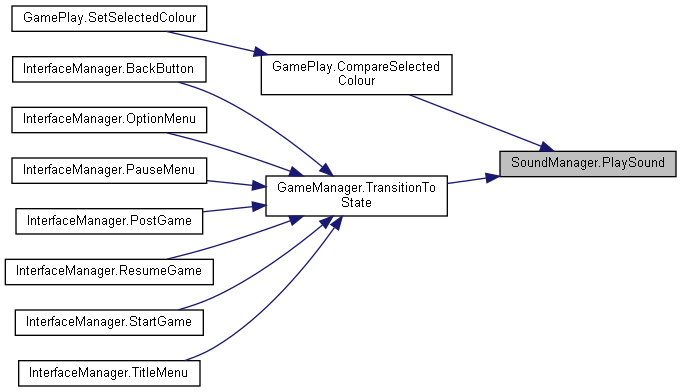 GamePlay.SetSelectedColour
InterfaceManager.BackButton
GamePlay.CompareSelected
Colour
InterfaceManager.OptionMenu
InterfaceManager.PauseMenu
SoundManager.PlaySound
GameManager.TransitionTo
State
InterfaceManager.PostGame
InterfaceManager.ResumeGame
InterfaceManager.StartGame
InterfaceManager.TitleMenu